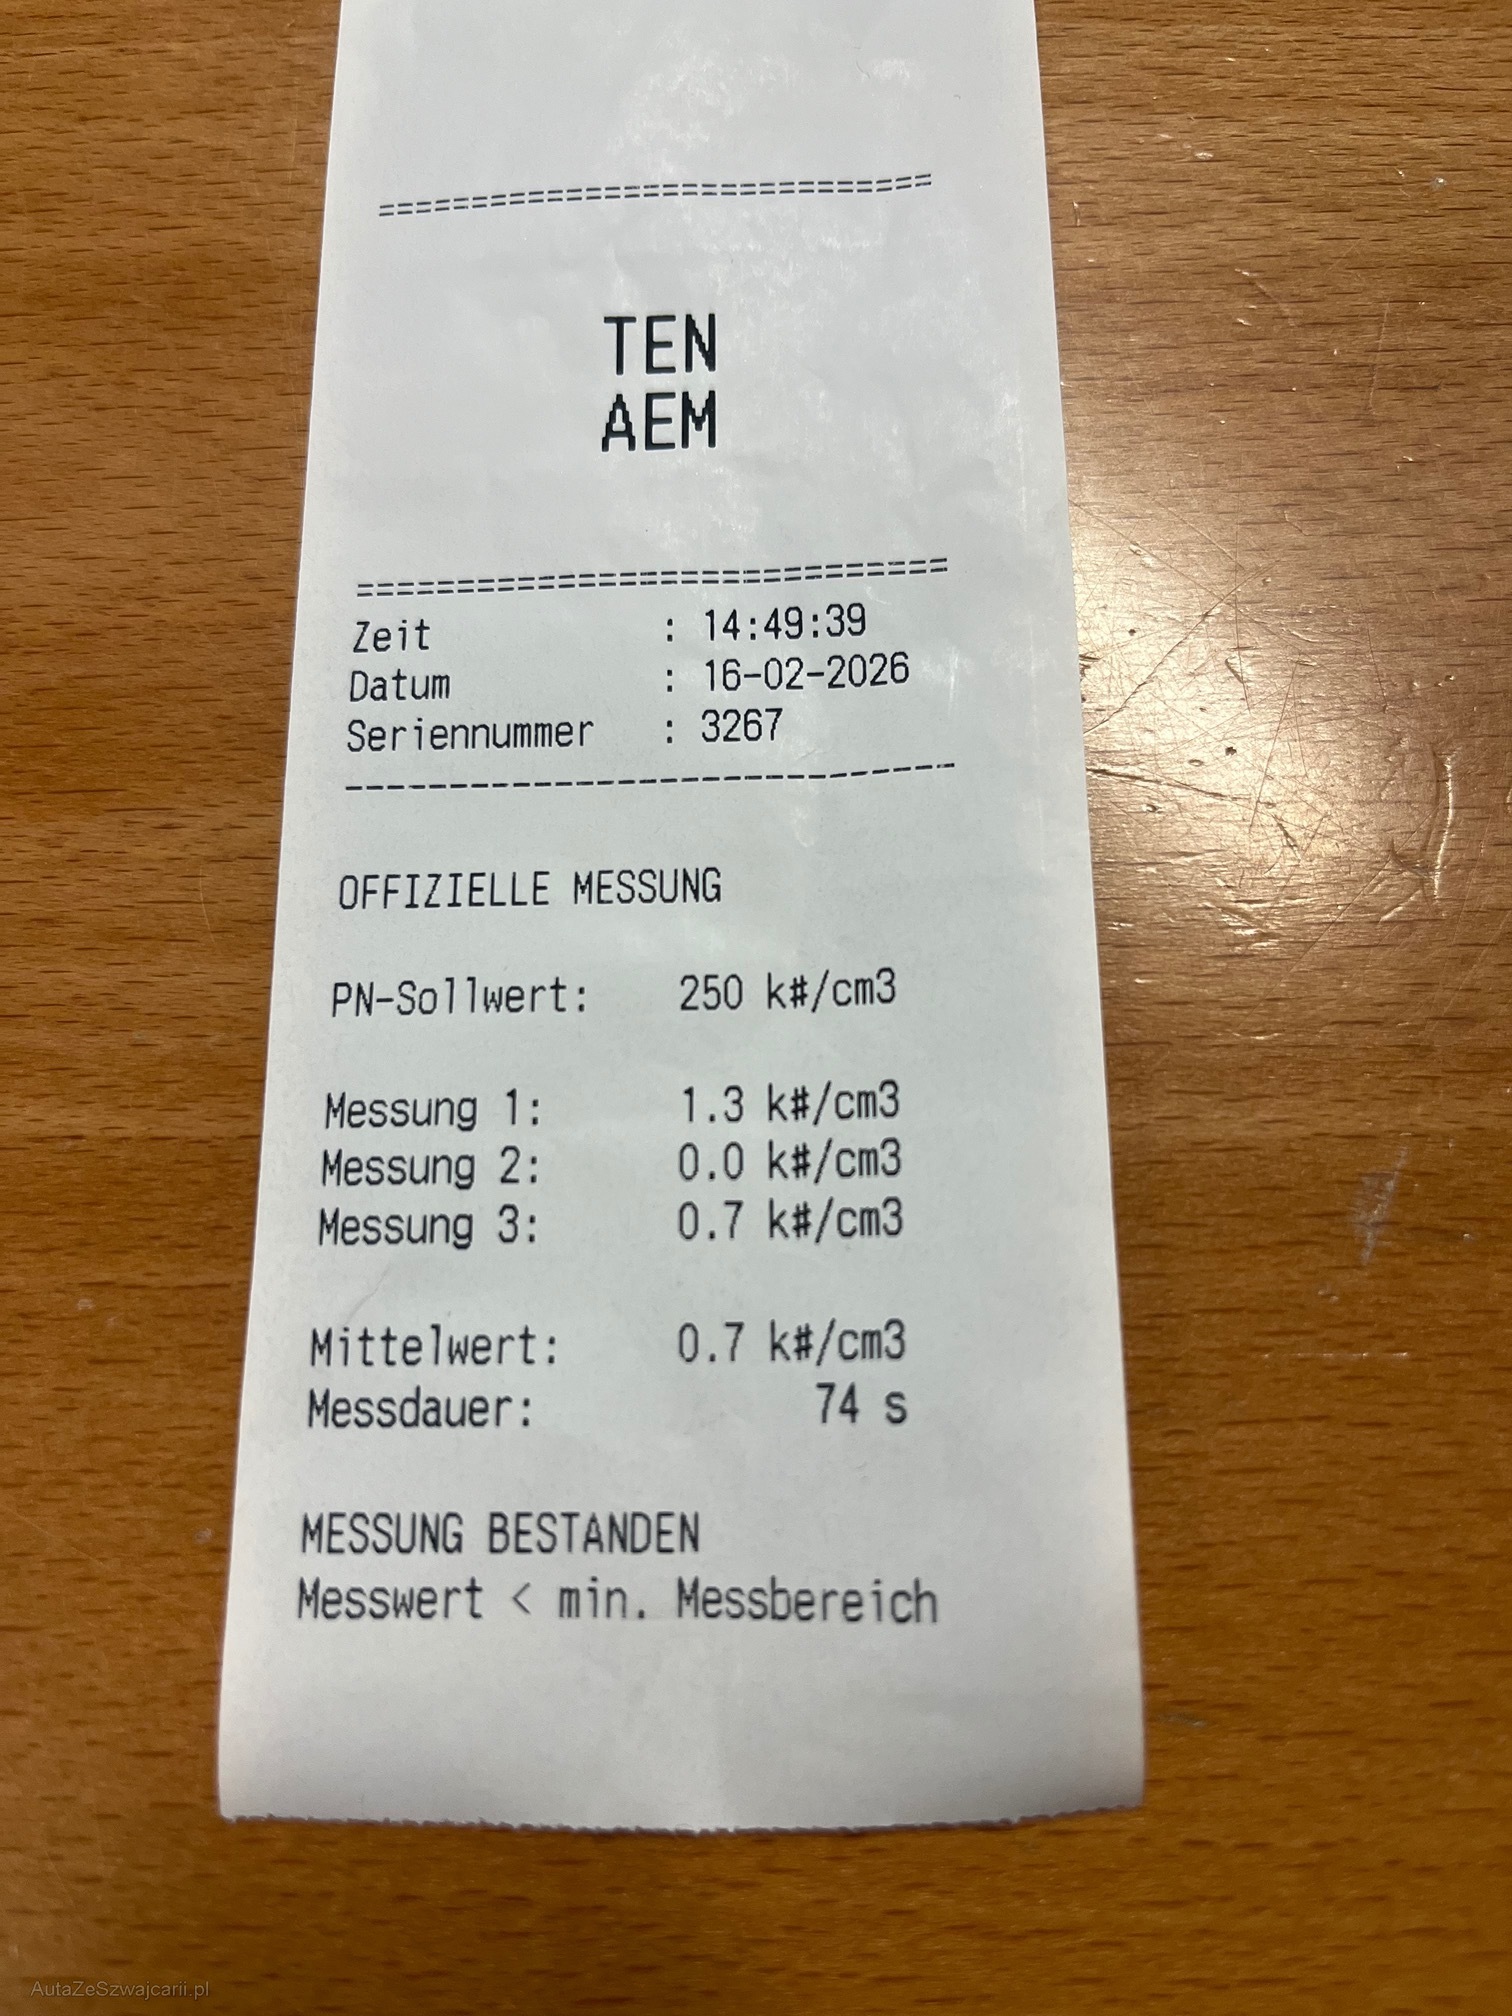 ============================
TEN
AEM
============================
Zeit : 14:49:39
Datum : 16-02-2026
Seriennummer : 3267
------------------------------
OFFIZIELLE MESSUNG
PN-Sollwert: 250 k#/cm3
Messung 1: 1.3 k#/cm3
Messung 2: 0.0 k#/cm3
Messung 3: 0.7 k#/cm3
Mittelwert: 0.7 k#/cm3
Messdauer: 74 s
MESSUNG BESTANDEN
Messwert < min. Messbereich
AutaZeSzwajcarii.pl